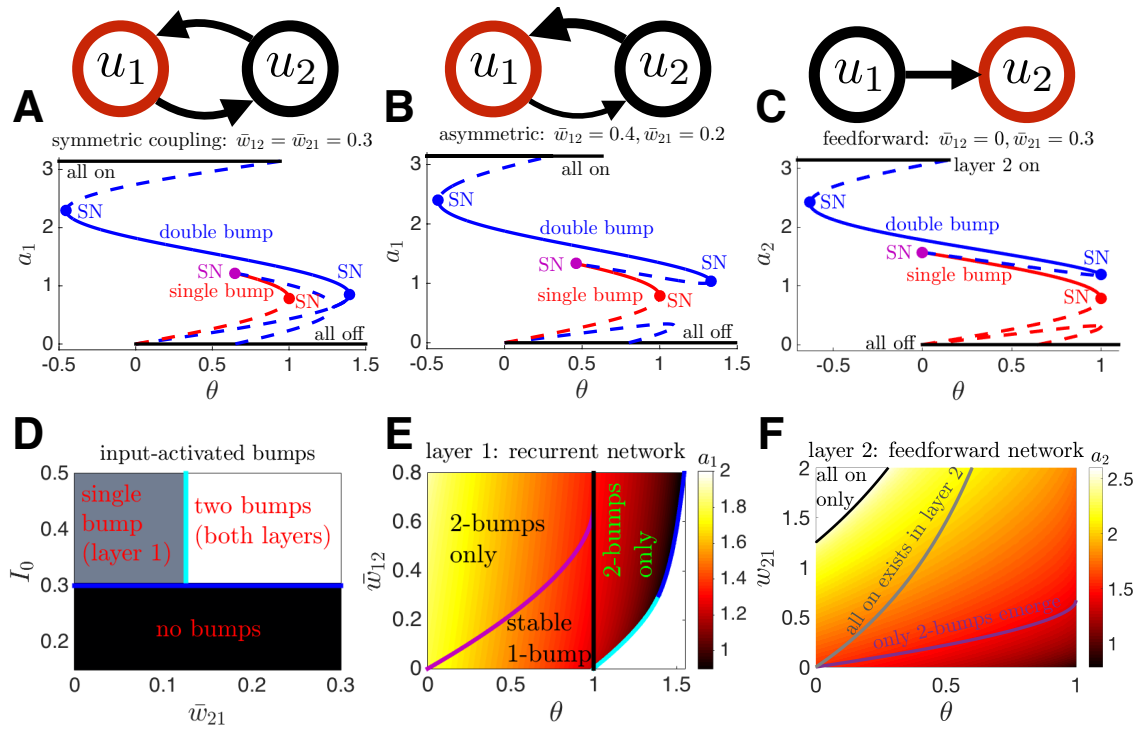 u₁ u₂
A
symmetric coupling: w̄₁₂ = w̄₂₁ = 0.3
3
2
1
0
a₁
all on
SN
double bump
SN
SN
single bump
SN
all off
-0.5 0 0.5 1 1.5
θ
u₁ u₂
B
asymmetric: w̄₁₂ = 0.4, w̄₂₁ = 0.2
3
2
1
0
a₁
all on
SN
double bump
SN
SN
single bump
SN
all off
-0.5 0 0.5 1 1.5
θ
u₁ u₂
C
feedforward: w̄₁₂ = 0, w̄₂₁ = 0.3
3
2
1
0
a₂
layer 2 on
SN
double bump
SN
SN
single bump
SN
all off
-0.5 0 0.5 1
θ
D
input-activated bumps
0.5
0.4
0.3
0.2
I₀
single
bump
(layer 1)
two bumps
(both layers)
no bumps
0 0.1 0.2 0.3
w̄₂₁
E
layer 1: recurrent network
0.8
0.6
0.4
0.2
0
w̄₁₂
2-bumps
only
2-bumps
only
stable
1-bump
0 0.5 1 1.5
θ
a₁
2
1.8
1.6
1.4
1.2
1
F
layer 2: feedforward network
2
1.5
1
0.5
0
w₂₁
all on
only
all on exists in layer 2
only 2-bumps emerge
0 0.5 1
θ
a₂
2.5
2
1.5
1